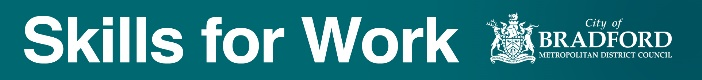 Skills for Work
City of
BRADFORD
METROPOLITAN DISTRICT COUNCIL